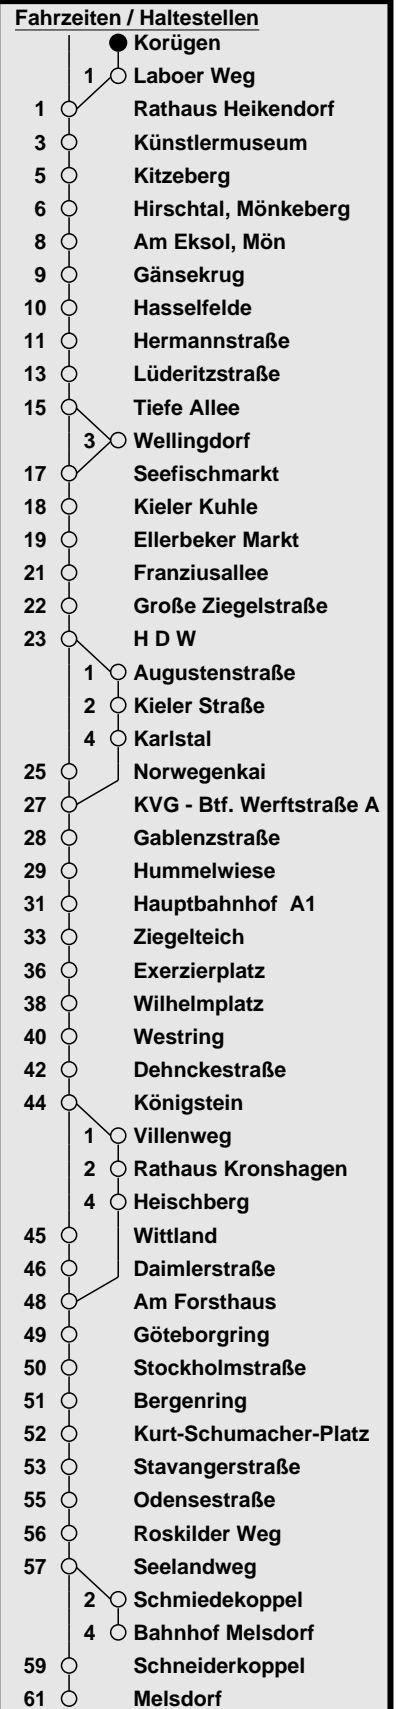 Fahrzeiten / Haltestellen
Korügen
1 Laboer Weg
1 Rathaus Heikendorf
3 Künstlermuseum
5 Kitzeberg
6 Hirschtal, Mönkeberg
8 Am Eksol, Mön
9 Gänsekrug
10 Hasselfelde
11 Hermannstraße
13 Lüderitzstraße
15 Tiefe Allee
3 Wellingdorf
17 Seefischmarkt
18 Kieler Kuhle
19 Ellerbeker Markt
21 Franziusallee
22 Große Ziegelstraße
23 H D W
1 Augustenstraße
2 Kieler Straße
4 Karlstal
25 Norwegenkai
27 KVG - Btf. Werftstraße A
28 Gablenzstraße
29 Hummelwiese
31 Hauptbahnhof A1
33 Ziegelteich
36 Exerzierplatz
38 Wilhelmplatz
40 Westring
42 Dehnckestraße
44 Königstein
1 Villenweg
2 Rathaus Kronshagen
4 Heischberg
45 Wittland
46 Daimlerstraße
48 Am Forsthaus
49 Göteborgring
50 Stockholmstraße
51 Bergenring
52 Kurt-Schumacher-Platz
53 Stavangerstraße
55 Odensestraße
56 Roskilder Weg
57 Seelandweg
2 Schmiedekoppel
4 Bahnhof Melsdorf
59 Schneiderkoppel
61 Melsdorf